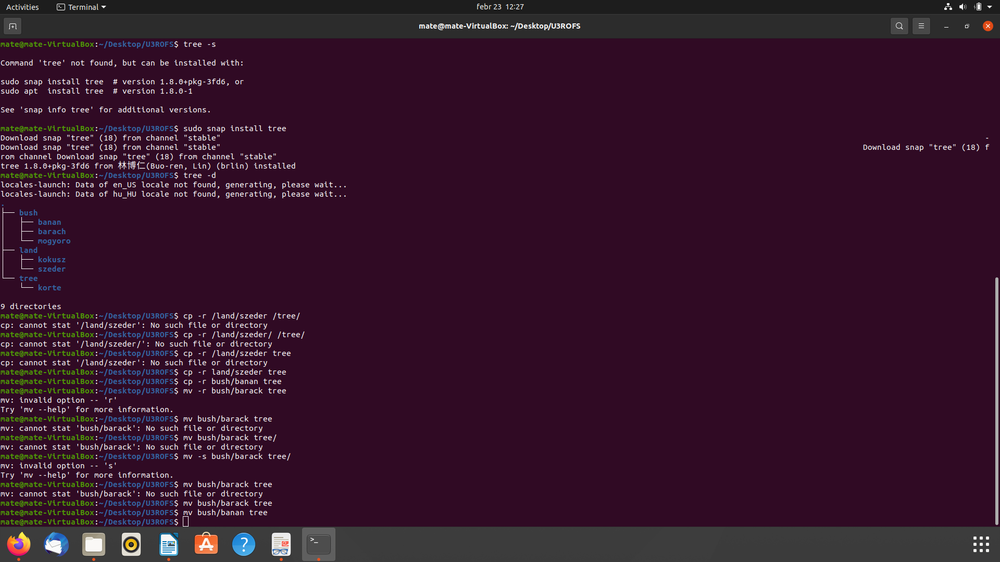 Activities
Terminal
febr 23 12:27
mate@mate-VirtualBox: ~/Desktop/U3ROFS
mate@mate-VirtualBox:~/Desktop/U3ROFS$ tree -s
Command 'tree' not found, but can be installed with:
sudo snap install tree  # version 1.8.0+pkg-3fd6, or
sudo apt  install tree  # version 1.8.0-1
See 'snap info tree' for additional versions.
mate@mate-VirtualBox:~/Desktop/U3ROFS$ sudo snap install tree
Download snap "tree" (18) from channel "stable" -
Download snap "tree" (18) from channel "stable" Download snap "tree" (18) f
rom channel Download snap "tree" (18) from channel "stable"
tree 1.8.0+pkg-3fd6 from 林博仁(Buo-ren, Lin) (brlin) installed
mate@mate-VirtualBox:~/Desktop/U3ROFS$ tree -d
locales-launch: Data of en_US locale not found, generating, please wait...
locales-launch: Data of hu_HU locale not found, generating, please wait...
.
├── bush
│   ├── banan
│   ├── barach
│   └── mogyoro
├── land
│   ├── kokusz
│   └── szeder
└── tree
    └── korte
9 directories
mate@mate-VirtualBox:~/Desktop/U3ROFS$ cp -r /land/szeder /tree/
cp: cannot stat '/land/szeder': No such file or directory
mate@mate-VirtualBox:~/Desktop/U3ROFS$ cp -r /land/szeder/ /tree/
cp: cannot stat '/land/szeder/': No such file or directory
mate@mate-VirtualBox:~/Desktop/U3ROFS$ cp -r /land/szeder tree
cp: cannot stat '/land/szeder': No such file or directory
mate@mate-VirtualBox:~/Desktop/U3ROFS$ cp -r land/szeder tree
mate@mate-VirtualBox:~/Desktop/U3ROFS$ cp -r bush/banan tree
mate@mate-VirtualBox:~/Desktop/U3ROFS$ mv -r bush/barack tree
mv: invalid option -- 'r'
Try 'mv --help' for more information.
mate@mate-VirtualBox:~/Desktop/U3ROFS$ mv bush/barack tree
mv: cannot stat 'bush/barack': No such file or directory
mate@mate-VirtualBox:~/Desktop/U3ROFS$ mv bush/barack tree/
mv: cannot stat 'bush/barack': No such file or directory
mate@mate-VirtualBox:~/Desktop/U3ROFS$ mv -s bush/barack tree/
mv: invalid option -- 's'
Try 'mv --help' for more information.
mate@mate-VirtualBox:~/Desktop/U3ROFS$ mv bush/barack tree
mv: cannot stat 'bush/barack': No such file or directory
mate@mate-VirtualBox:~/Desktop/U3ROFS$ mv bush/barack tree
mate@mate-VirtualBox:~/Desktop/U3ROFS$ mv bush/banan tree
mate@mate-VirtualBox:~/Desktop/U3ROFS$